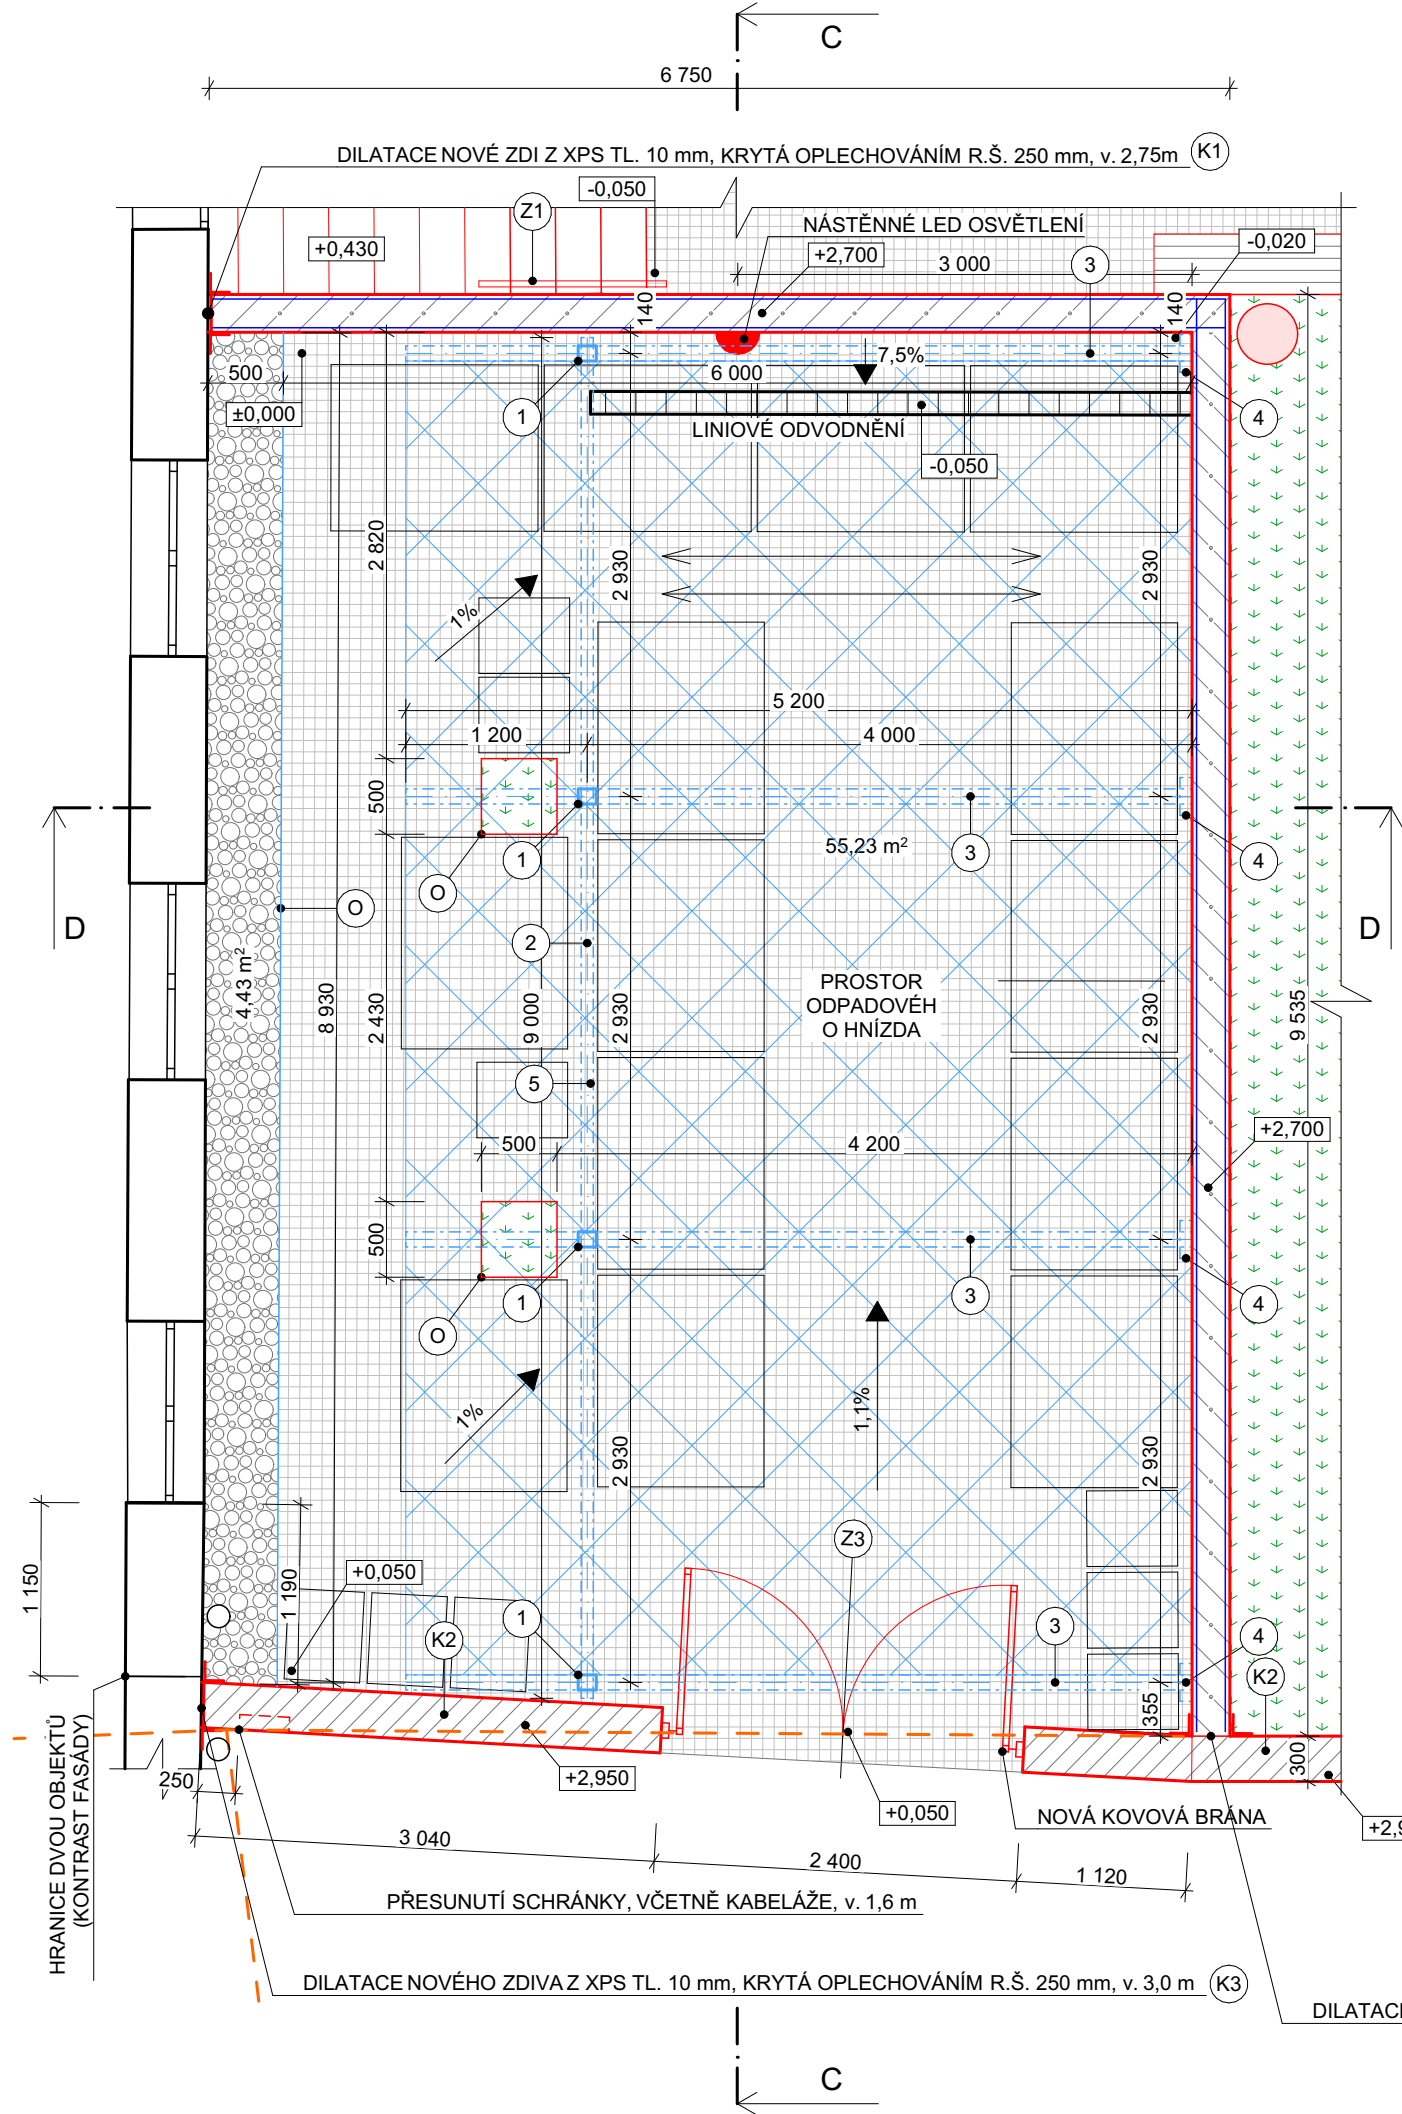 C
6 750
DILATACE NOVÉ ZDI Z XPS TL. 10 mm, KRYTÁ OPLECHOVÁNÍM R.Š. 250 mm, v. 2,75m
K1
-0,050
Z1
NÁSTĚNNÉ LED OSVĚTLENÍ
+0,430
+2,700
3 000
3
-0,020
140
140
7,5%
500
6 000
±0,000
1
4
LINIOVÉ ODVODNĚNÍ
-0,050
2 820
2 930
2 930
1%
5 200
1 200
4 000
500
55,23 m²
1
3
4
O
O
D
D
2
4,43 m²
PROSTOR
ODPADOVÉH
O HNÍZDA
8 930
2 430
9 000
2 930
2 930
9 535
5
500
4 200
+2,700
500
1
3
4
O
1%
1,1%
2 930
2 930
Z3
1 150
1 190
+0,050
1
K2
3
4
K2
355
300
250
+2,950
+0,050
NOVÁ KOVOVÁ BRÁNA
+2,9
HRANICE DVOU OBJEKTŮ
(KONTRAST FASÁDY)
3 040
2 400
1 120
PŘESUNUTÍ SCHRÁNKY, VČETNĚ KABELÁŽE, v. 1,6 m
DILATACE NOVÉHO ZDIVA Z XPS TL. 10 mm, KRYTÁ OPLECHOVÁNÍM R.Š. 250 mm, v. 3,0 m
K3
DILATACE
C